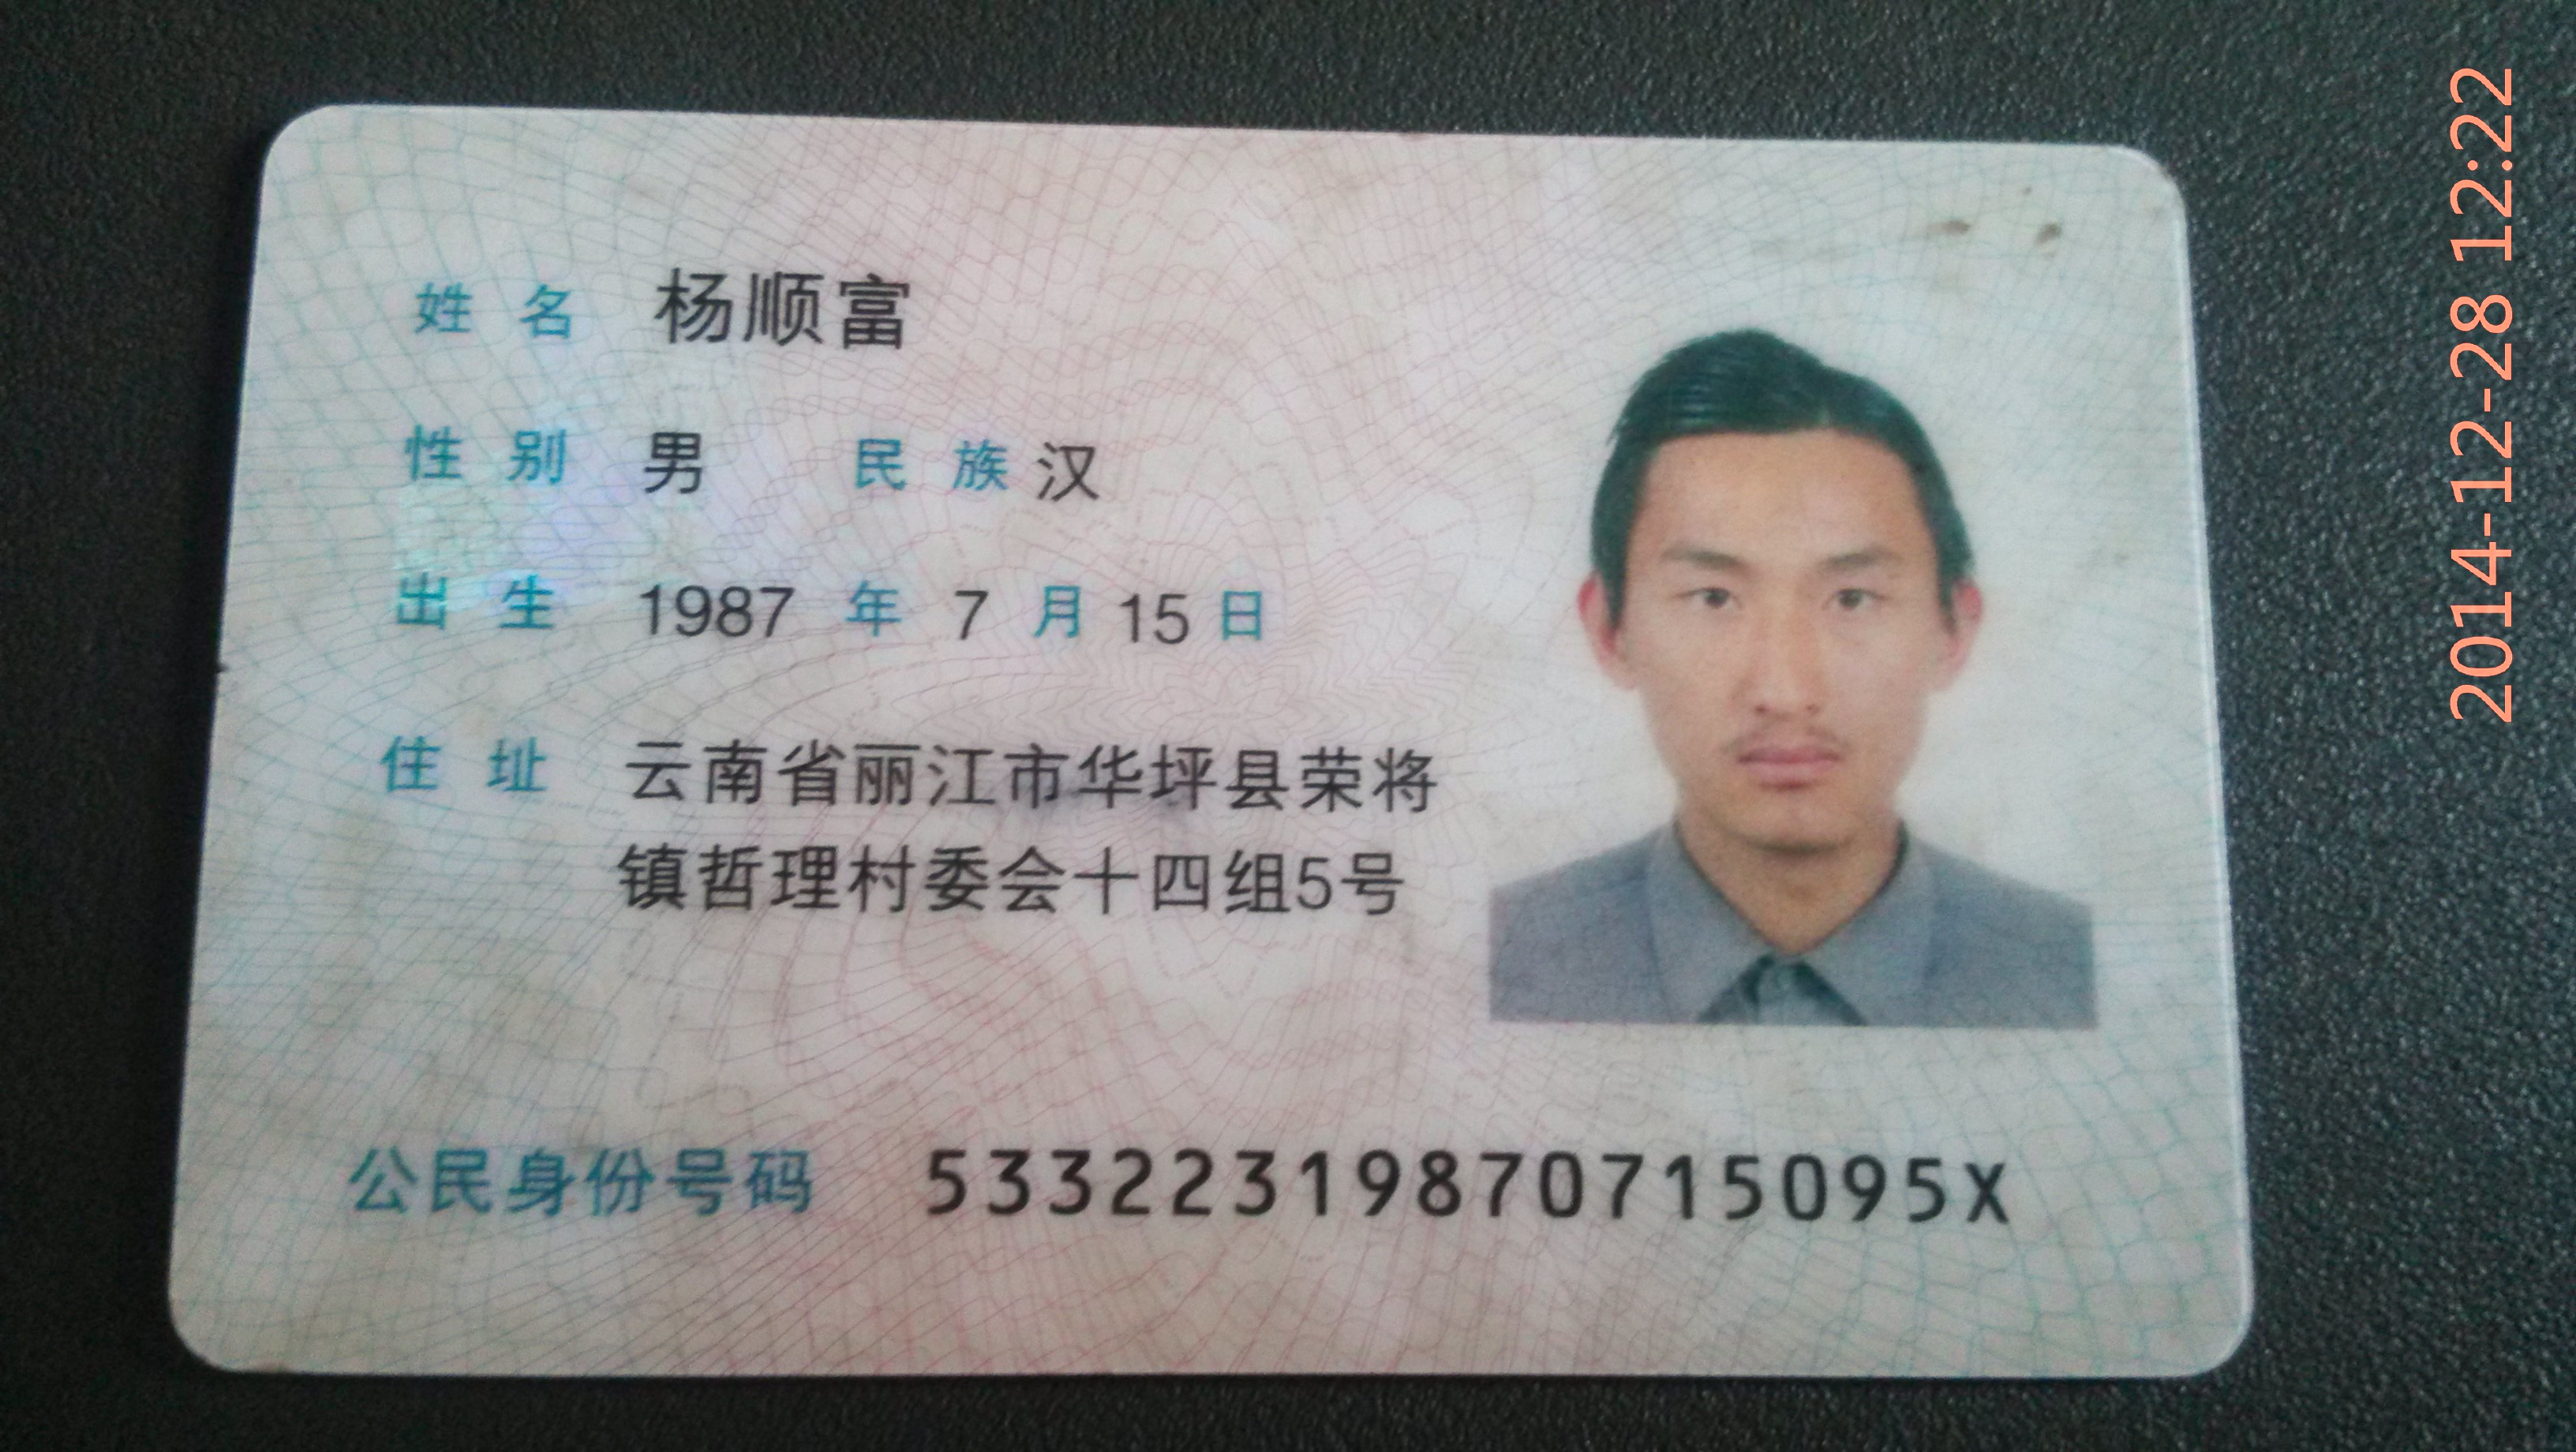 姓名 杨顺富
性别 男 民族 汉
出生 1987 年 7 月 15 日
住址 云南省丽江市华坪县荣将
镇哲理村委会十四组5号
公民身份号码 53322319870715095X
2014-12-28 12:22